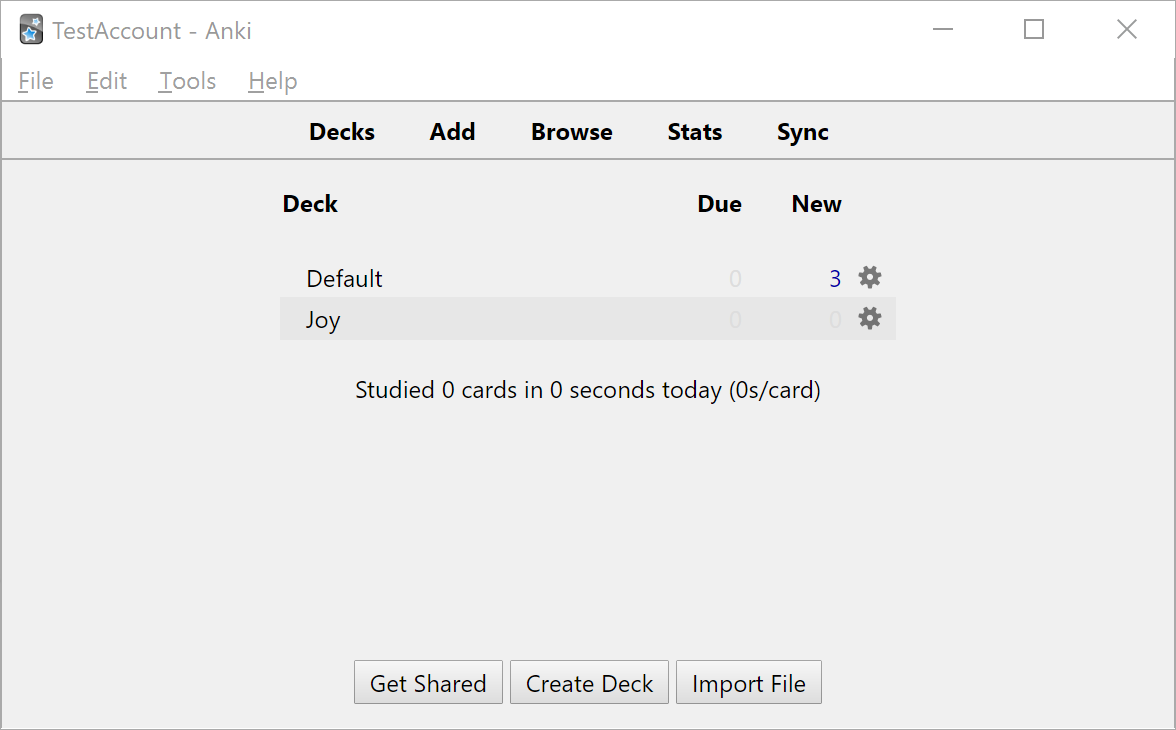 TestAccount - Anki
File Edit Tools Help
Decks Add Browse Stats Sync
Deck Due New
Default 0 3
Joy 0 0
Studied 0 cards in 0 seconds today (0s/card)
Get Shared Create Deck Import File